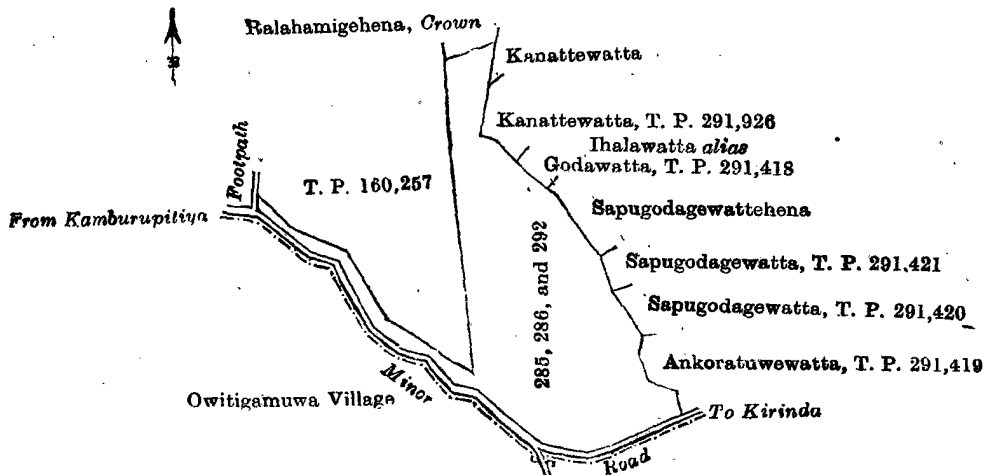 Ralahamigehena, Crown
Kanattewatta
Kanattewatta, T. P. 291,926
Ihalawatta alias
Godawatta, T. P. 291,418
Footpath
T. P. 160,257
From Kamburupitiya
Sapugodagewattehena
285, 286, and 292
Sapugodagewatta, T. P. 291,421
Sapugodagewatta, T. P. 291,420
Ankoratuwewatta, T. P. 291,419
Minor
Owitigamuwa Village
To Kirinda
Road